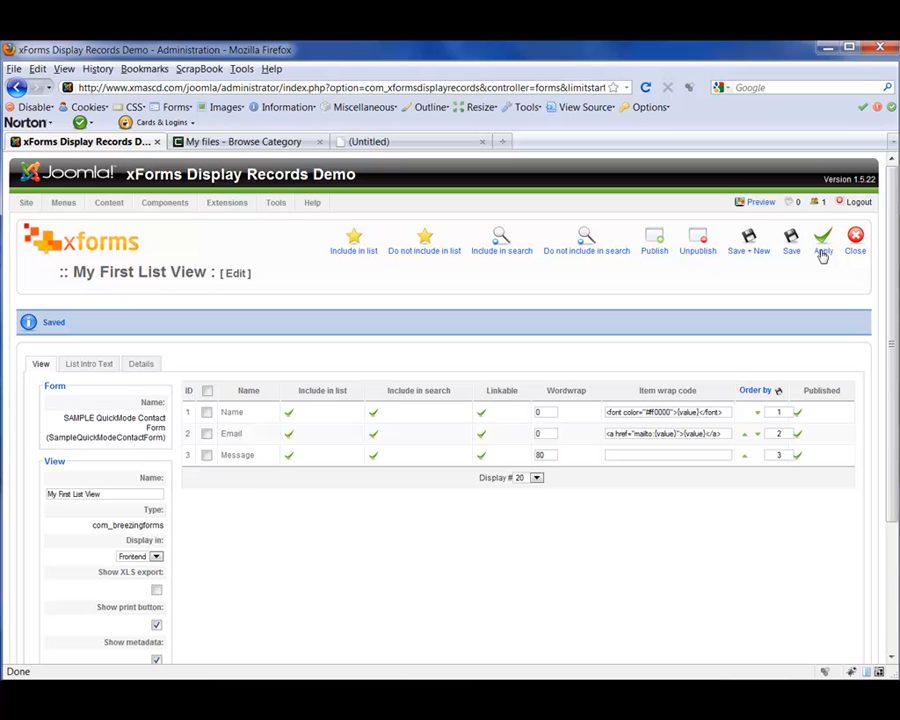 xForms Display Records Demo - Administration - Mozilla Firefox
File Edit View History Bookmarks ScrapBook Tools Help
http://www.xmascd.com/joomla/administrator/index.php?option=com_xformsdisplayrecords&controller=forms&limitstart
Google
Disable Cookies CSS Forms Images Information Miscellaneous Outline Resize Tools View Source Options
Norton Cards & Logins
xForms Display Records D... My files - Browse Category (Untitled)
Joomla! xForms Display Records Demo
Version 1.5.22
Site Menus Content Components Extensions Tools Help Preview 0 1 Logout
xforms
Include in list Do not include in list Include in search Do not include in search Publish Unpublish Save + New Save Apply Close
:: My First List View : [ Edit ]
Saved
View List Intro Text Details
Form
Name:
SAMPLE QuickMode Contact
Form
(SampleQuickModeContactForm)
View
Name:
My First List View
Type:
com_breezingforms
Display in:
Frontend
Show XLS export:
Show print button:
Show metadata:
ID Name Include in list Include in search Linkable Wordwrap Item wrap code Order by Published
1 Name 0 <font color="#ff0000">{value}</font> 1
2 Email 0 <a href="mailto:{value}">{value}</a> 2
3 Message 80 3
Display # 20
Done